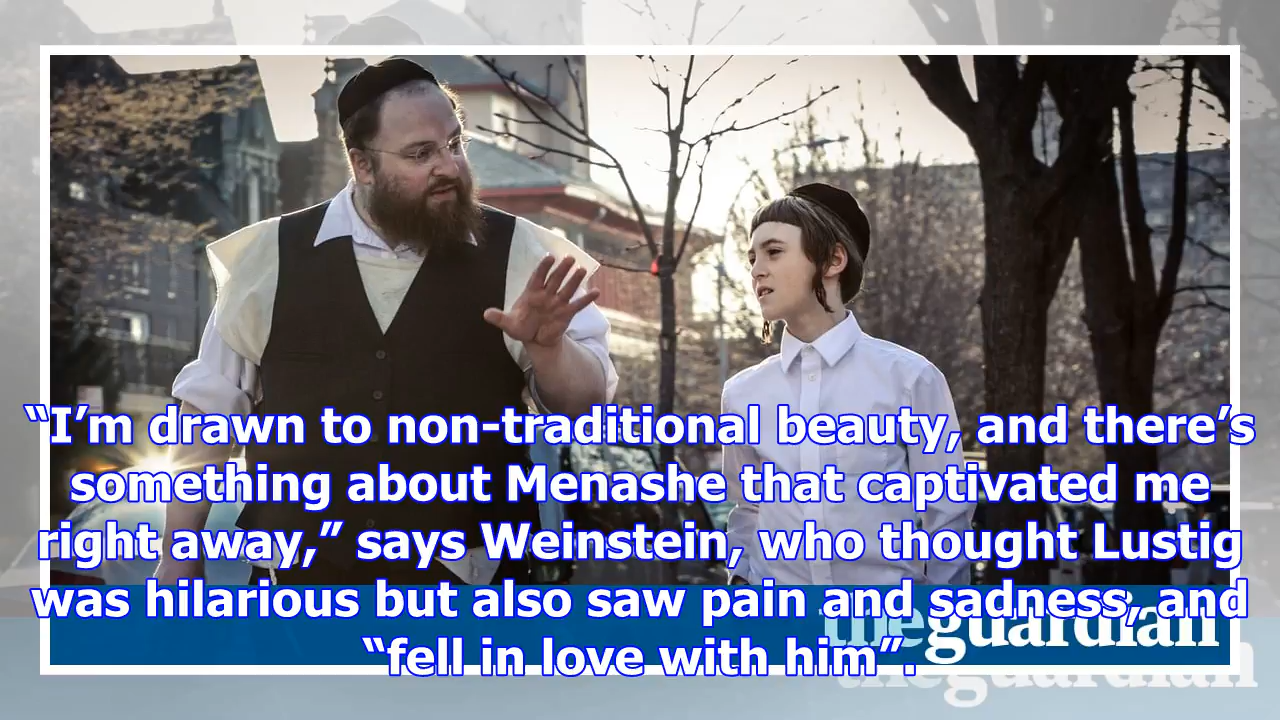 “I’m drawn to non-traditional beauty, and there’s
something about Menashe that captivated me
right away,” says Weinstein, who thought Lustig
was hilarious but also saw pain and sadness, and
“fell in love with him”.
theguardian
theguardian